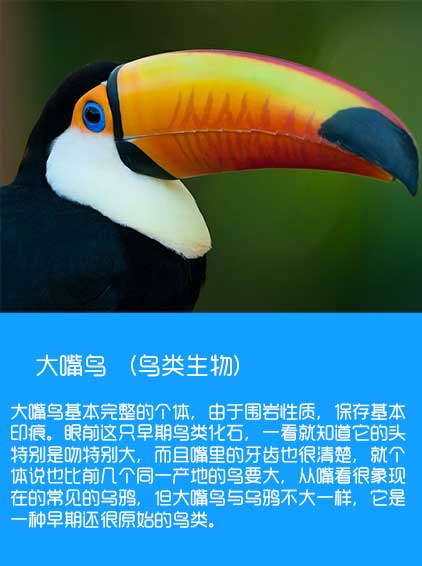 大嘴鸟 （鸟类生物）
大嘴鸟基本完整的个体，由于围岩性质，保存基本
印痕。眼前这只早期鸟类化石，一看就知道它的头
特别是吻特别大，而且嘴里的牙齿也很清楚，就个
体说也比前几个同一产地的鸟要大，从嘴看很象现
在的常见的乌鸦，但大嘴鸟与乌鸦不大一样，它是
一种早期还很原始的鸟类。